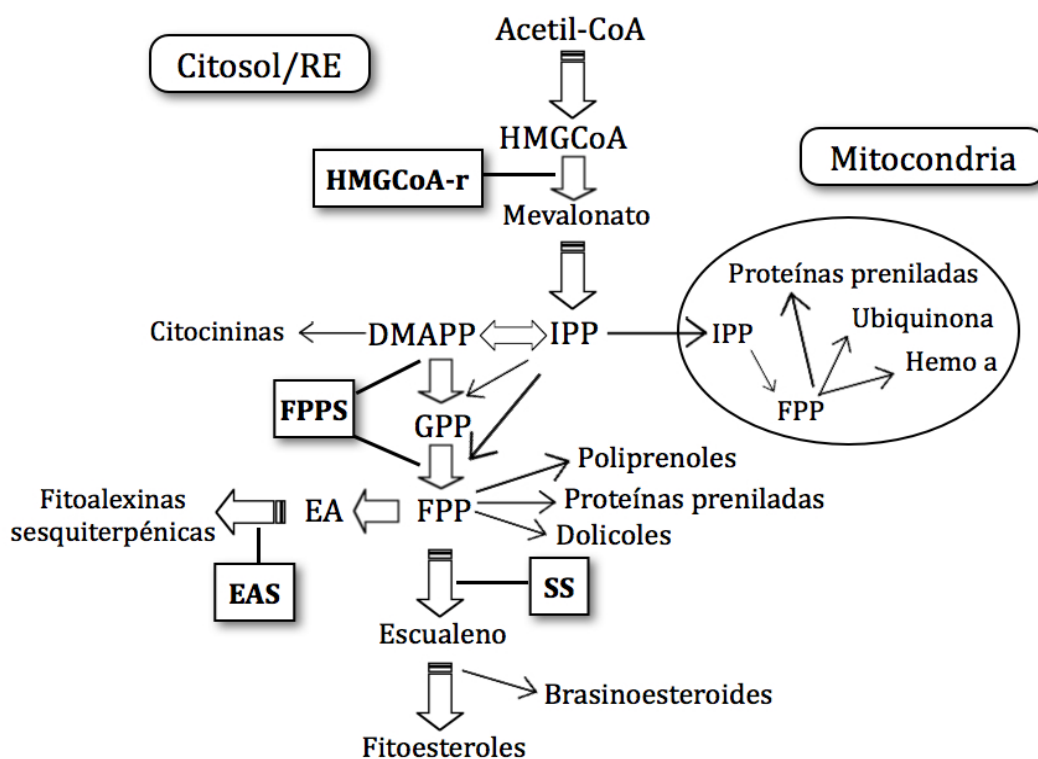 Acetil-CoA
Citosol/RE
HMGCoA
HMGCoA-r
Mitocondria
Mevalonato
Proteínas preniladas
Ubiquinona
Citocininas
DMAPP
IPP
IPP
Hemo a
FPP
FPPS
GPP
Poliprenoles
Fitoalexinas
sesquiterpénicas
EA
FPP
Proteínas preniladas
Dolicoles
EAS
SS
Escualeno
Brasinoesteroides
Fitoesteroles